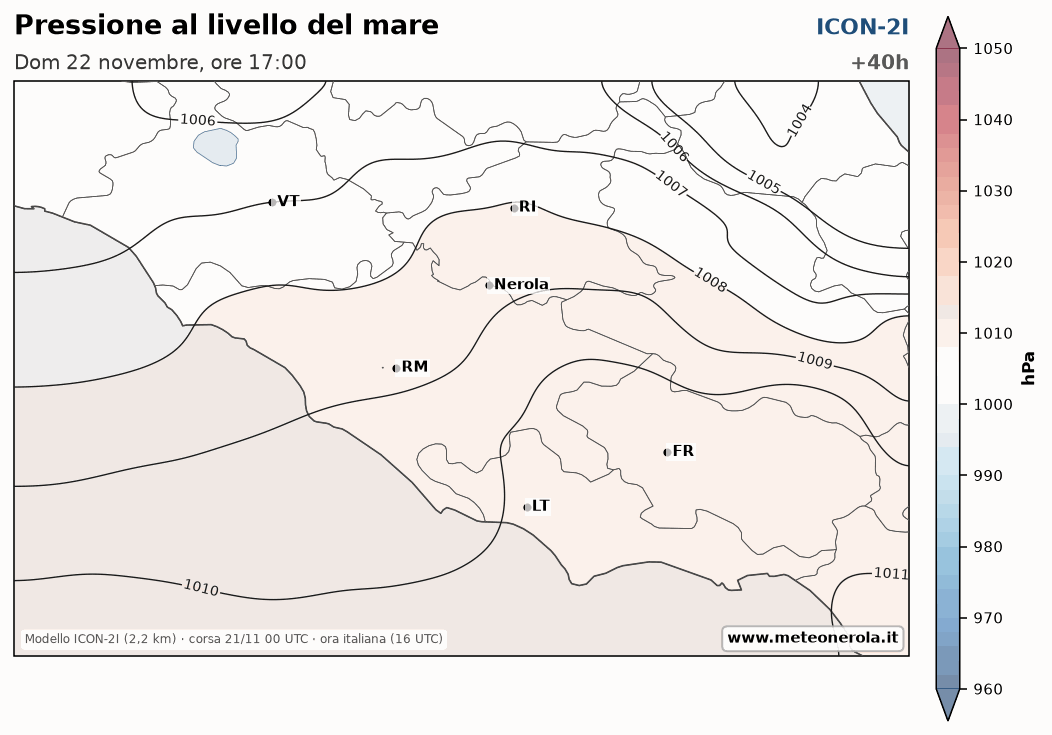 Pressione al livello del mare
ICON-2I
Dom 22 novembre, ore 17:00
+40h
1006
1004
1006
1005
1007
VT
RI
1008
Nerola
1009
RM
FR
LT
1010
1011
Modello ICON-2I (2,2 km) · corsa 21/11 00 UTC · ora italiana (16 UTC)
www.meteonerola.it
1050
1040
1030
1020
1010
1000
990
980
970
960
hPa